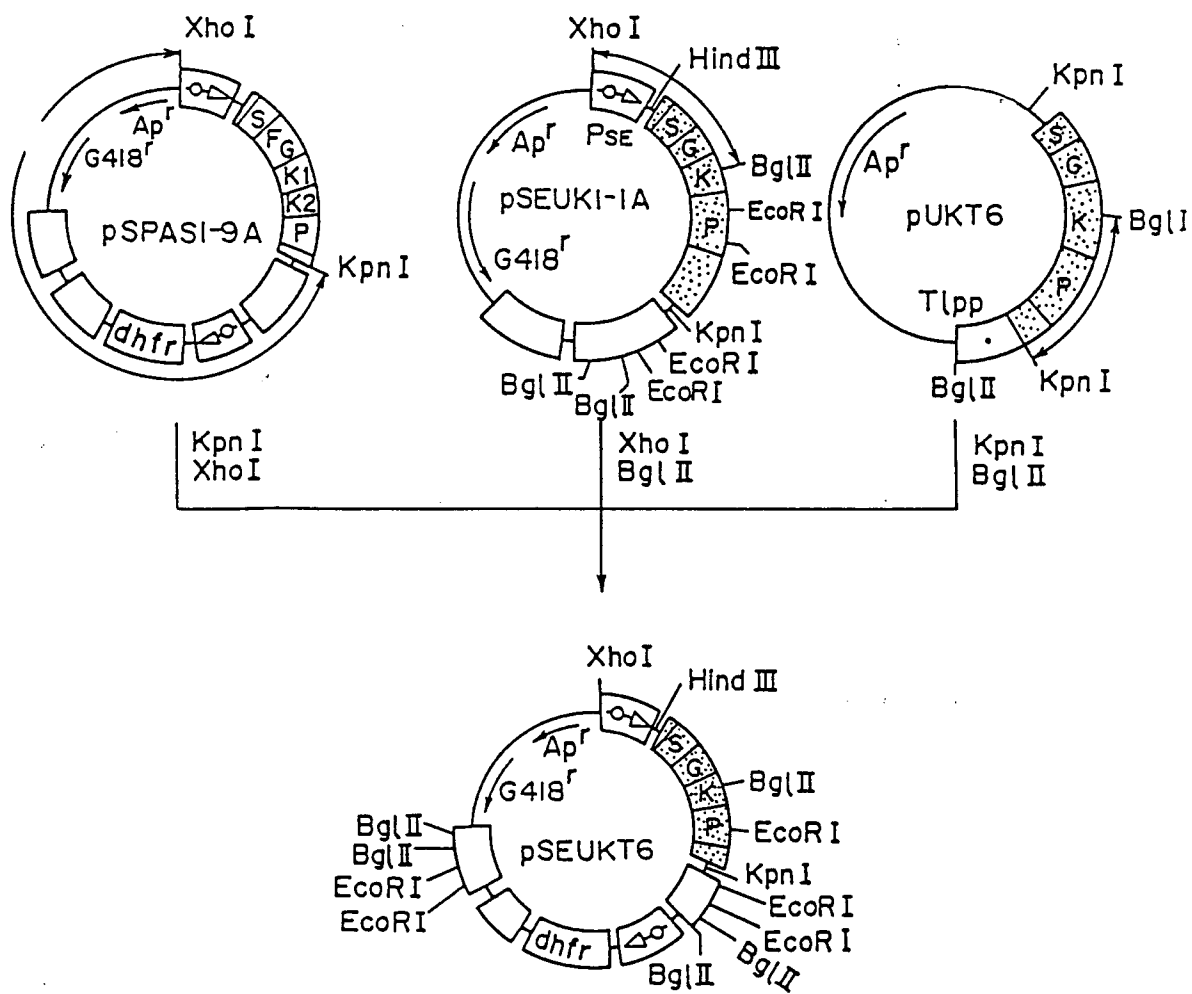 Xho I
Ap^r
G418^r
S
F
G
K1
K2
P
pSPAS1-9A
Kpn I
dhfr
Xho I
Hind III
PSE
Ap^r
S
G
K
P
Bgl II
pSEUK1-1A
EcoR I
G418^r
EcoR I
Kpn I
EcoR I
EcoR I
Bgl II
Bgl II
Kpn I
S
G
K
P
Ap^r
pUKT6
Bgl I
Tlpp
Bgl II
Kpn I
Kpn I
Xho I
Xho I
Bgl II
Kpn I
Bgl II
Xho I
Hind III
Ap^r
S
G
K
P
G418^r
Bgl II
Bgl II
EcoR I
Bgl II
pSEUKT6
EcoR I
Kpn I
EcoR I
EcoR I
EcoR I
dhfr
Bgl II
Bgl II